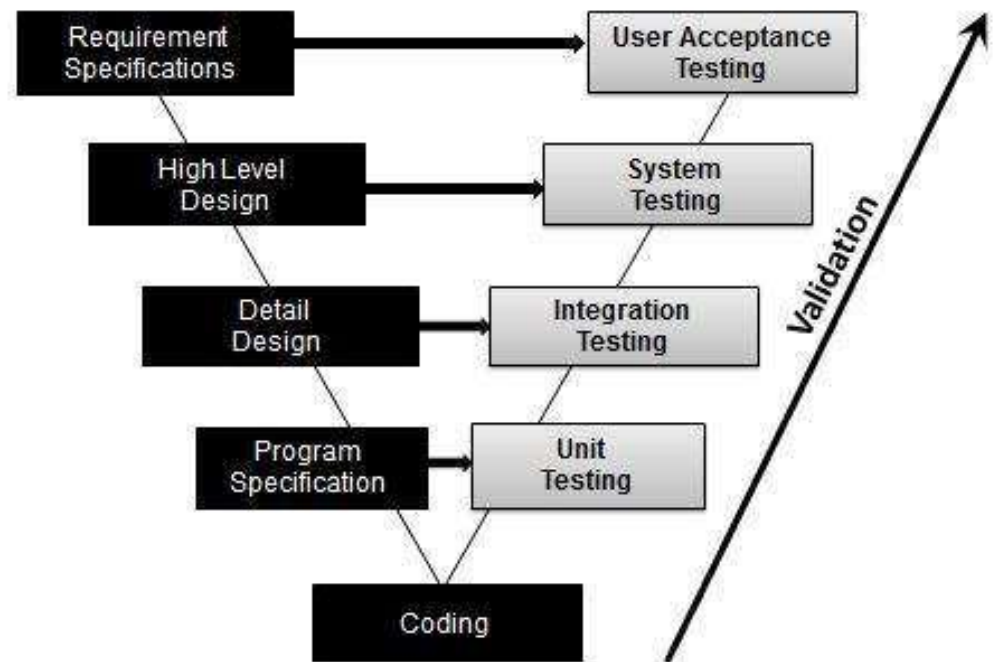 Requirement
Specifications
User Acceptance
Testing
High Level
Design
System
Testing
Detail
Design
Integration
Testing
Program
Specification
Unit
Testing
Coding
Validation